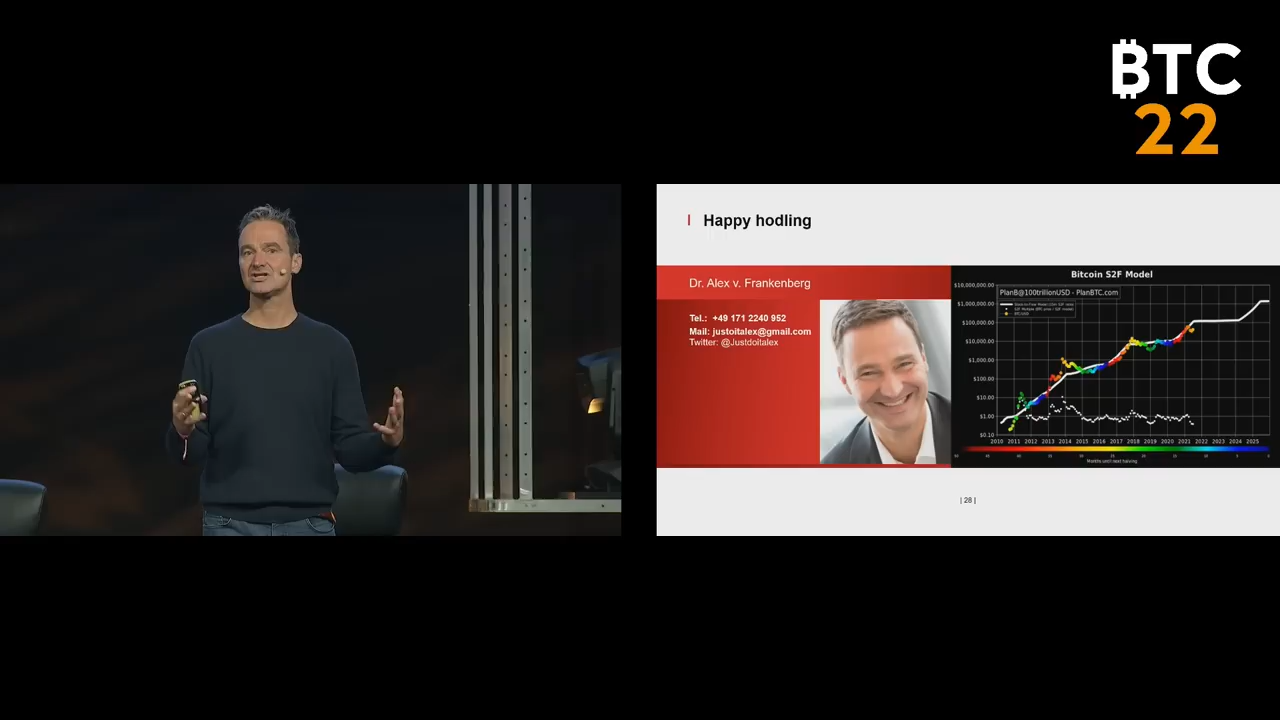 ₿TC
22
Happy hodling
Dr. Alex v. Frankenberg
Tel.: +49 171 2240 952
Mail: justoitalex@gmail.com
Twitter: @Justdoitalex
Bitcoin S2F Model
PlanB@100trillionUSD - PlanBTC.com
$10,000,000.00
$1,000,000.00
$100,000.00
$10,000.00
$1,000.00
$100.00
$10.00
$1.00
$0.10
2010 2011 2012 2013 2014 2015 2016 2017 2018 2019 2020 2021 2022 2023 2024 2025
| 28 |